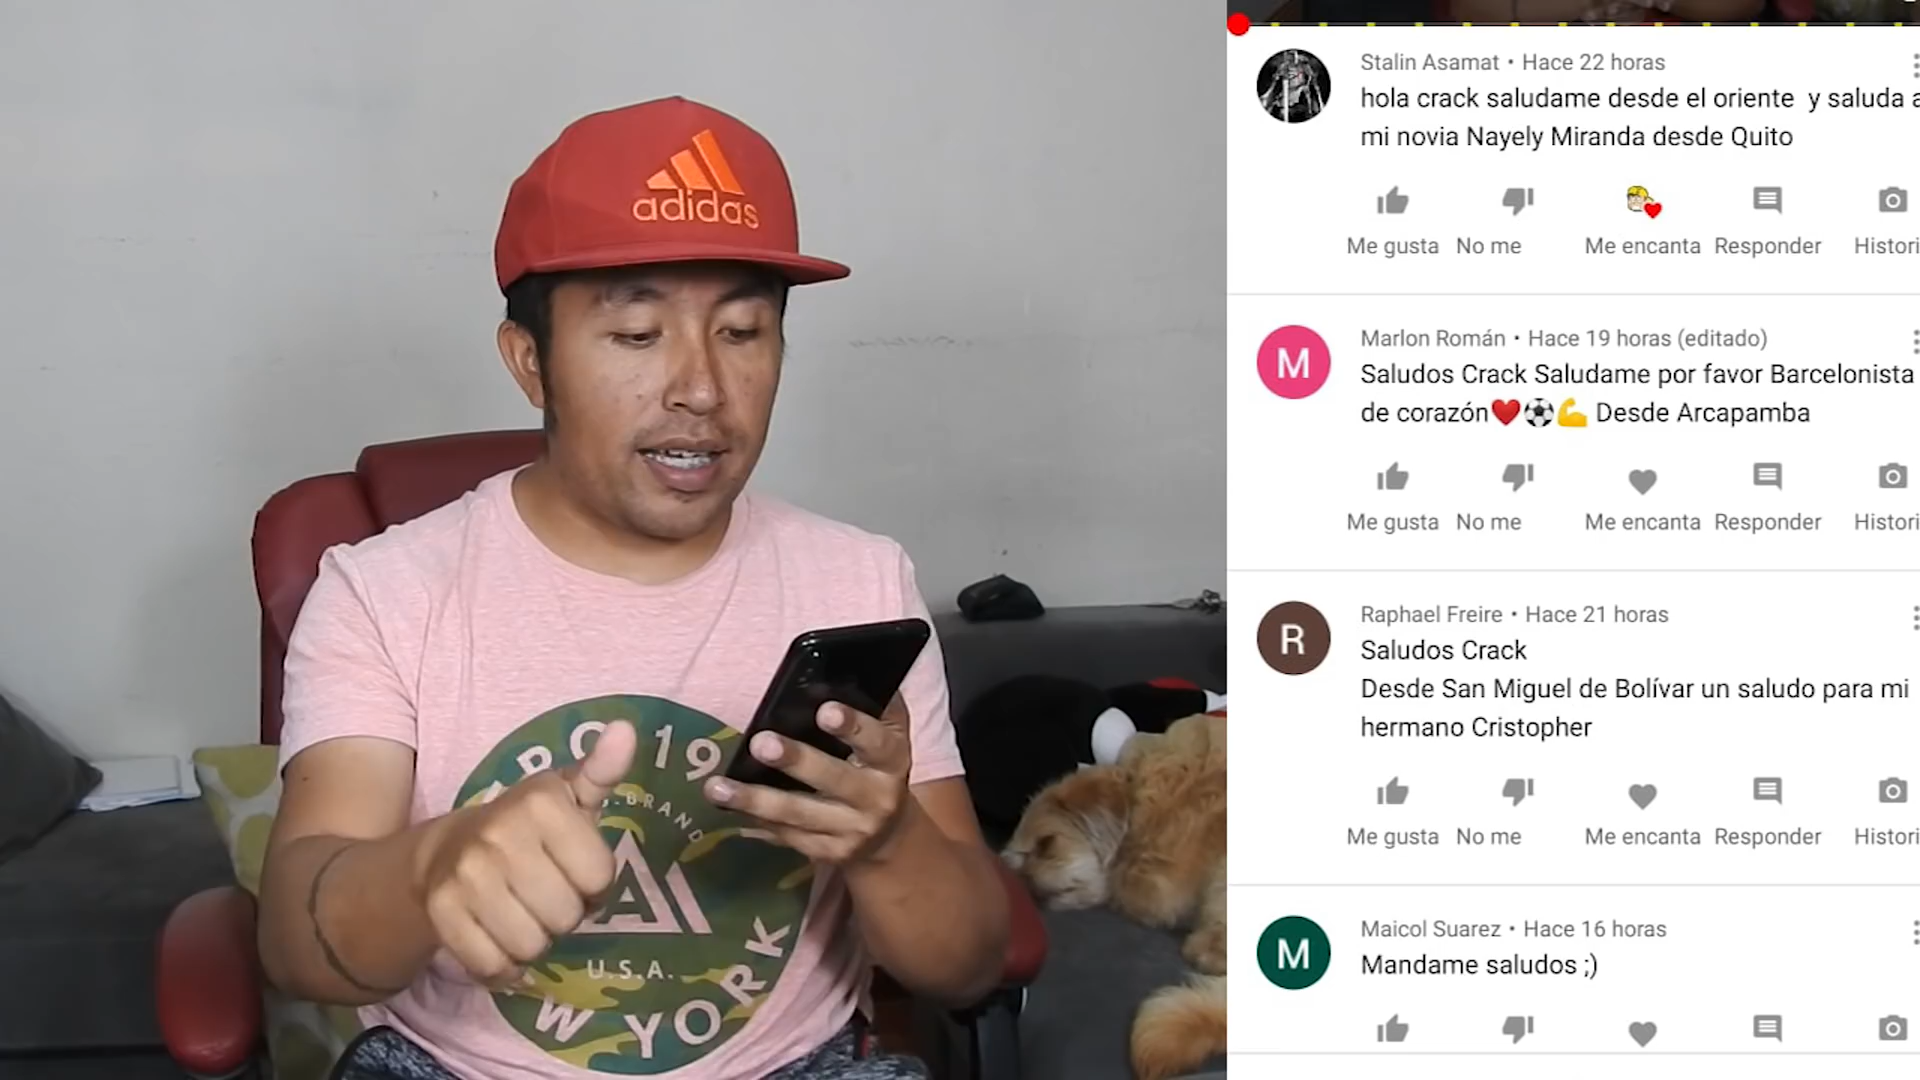 adidas
19
BRAND
A
U.S.A.
W YORK
Stalin Asamat • Hace 22 horas
hola crack saludame desde el oriente y saluda a
mi novia Nayely Miranda desde Quito
Me gusta No me Me encanta Responder Histori
M
Marlon Román • Hace 19 horas (editado)
Saludos Crack Saludame por favor Barcelonista
de corazón❤️⚽💪 Desde Arcapamba
Me gusta No me Me encanta Responder Histori
R
Raphael Freire • Hace 21 horas
Saludos Crack
Desde San Miguel de Bolívar un saludo para mi
hermano Cristopher
Me gusta No me Me encanta Responder Histori
M
Maicol Suarez • Hace 16 horas
Mandame saludos ;)